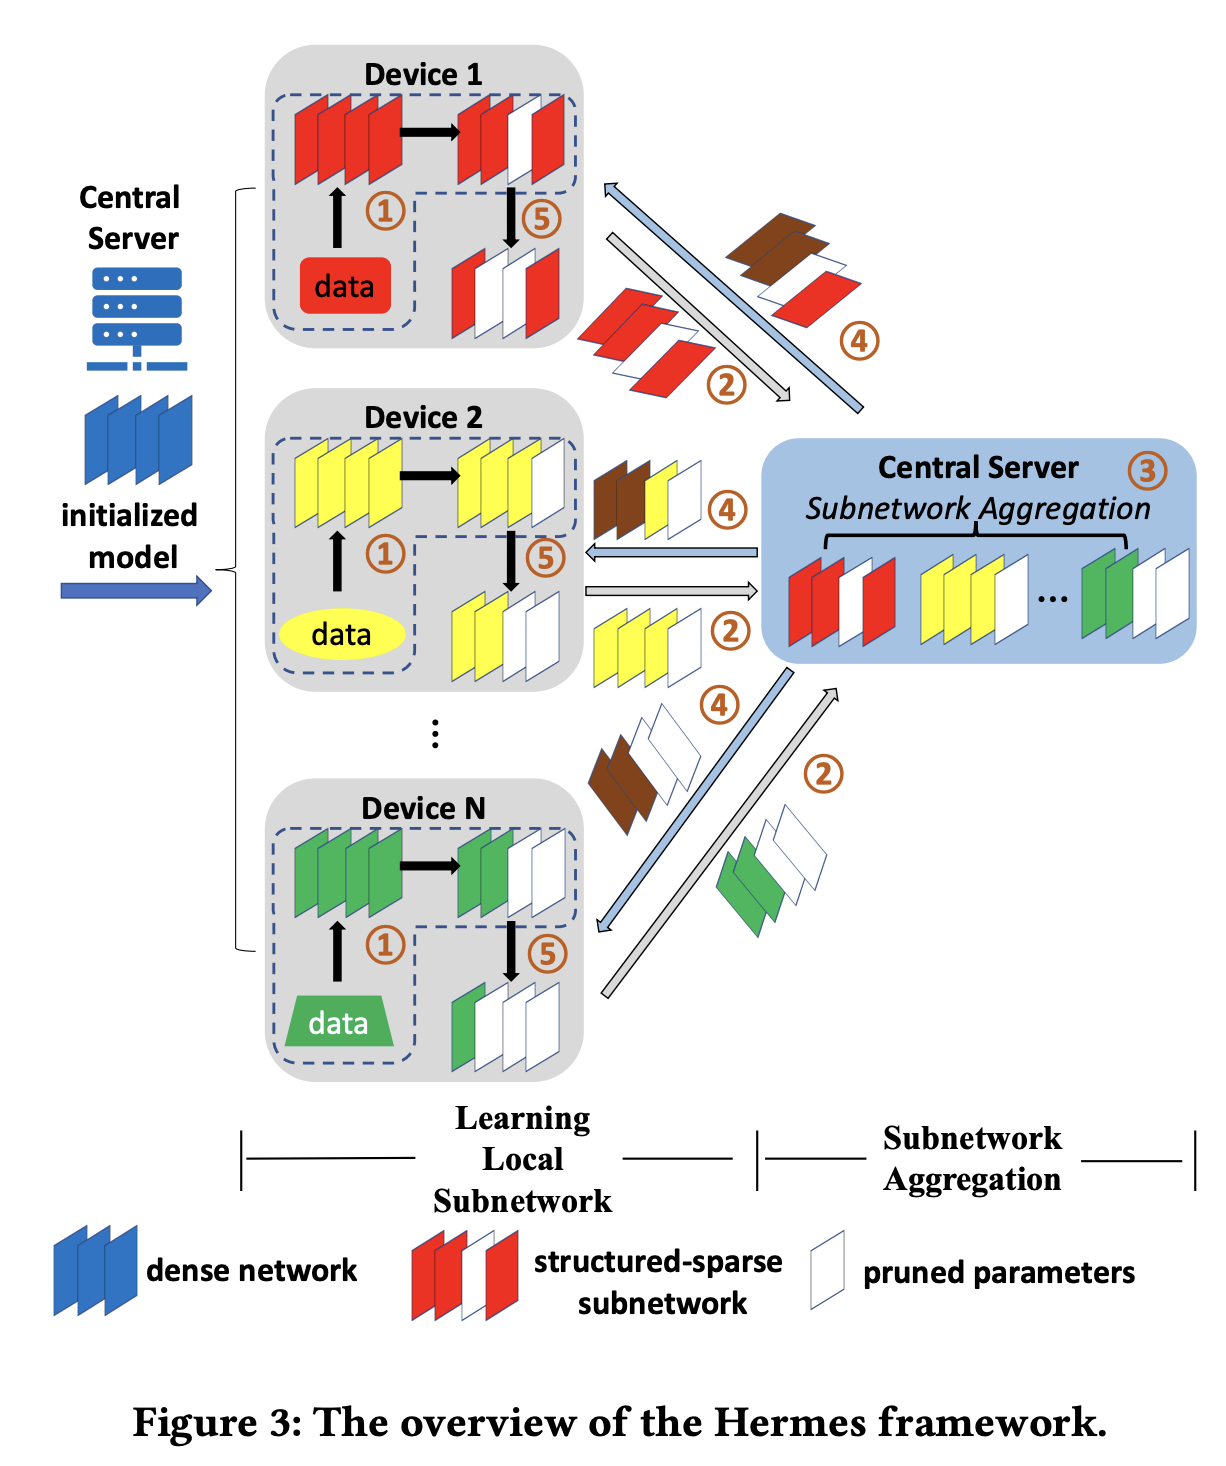 Central
Server
initialized
model
Device 1
①
⑤
data
Device 2
①
⑤
data
⋮
Device N
①
⑤
data
④
②
④
②
④
②
Central Server
③
Subnetwork Aggregation
...
Learning
Local
Subnetwork
Subnetwork
Aggregation
dense network
structured-sparse
subnetwork
pruned parameters
Figure 3: The overview of the Hermes framework.